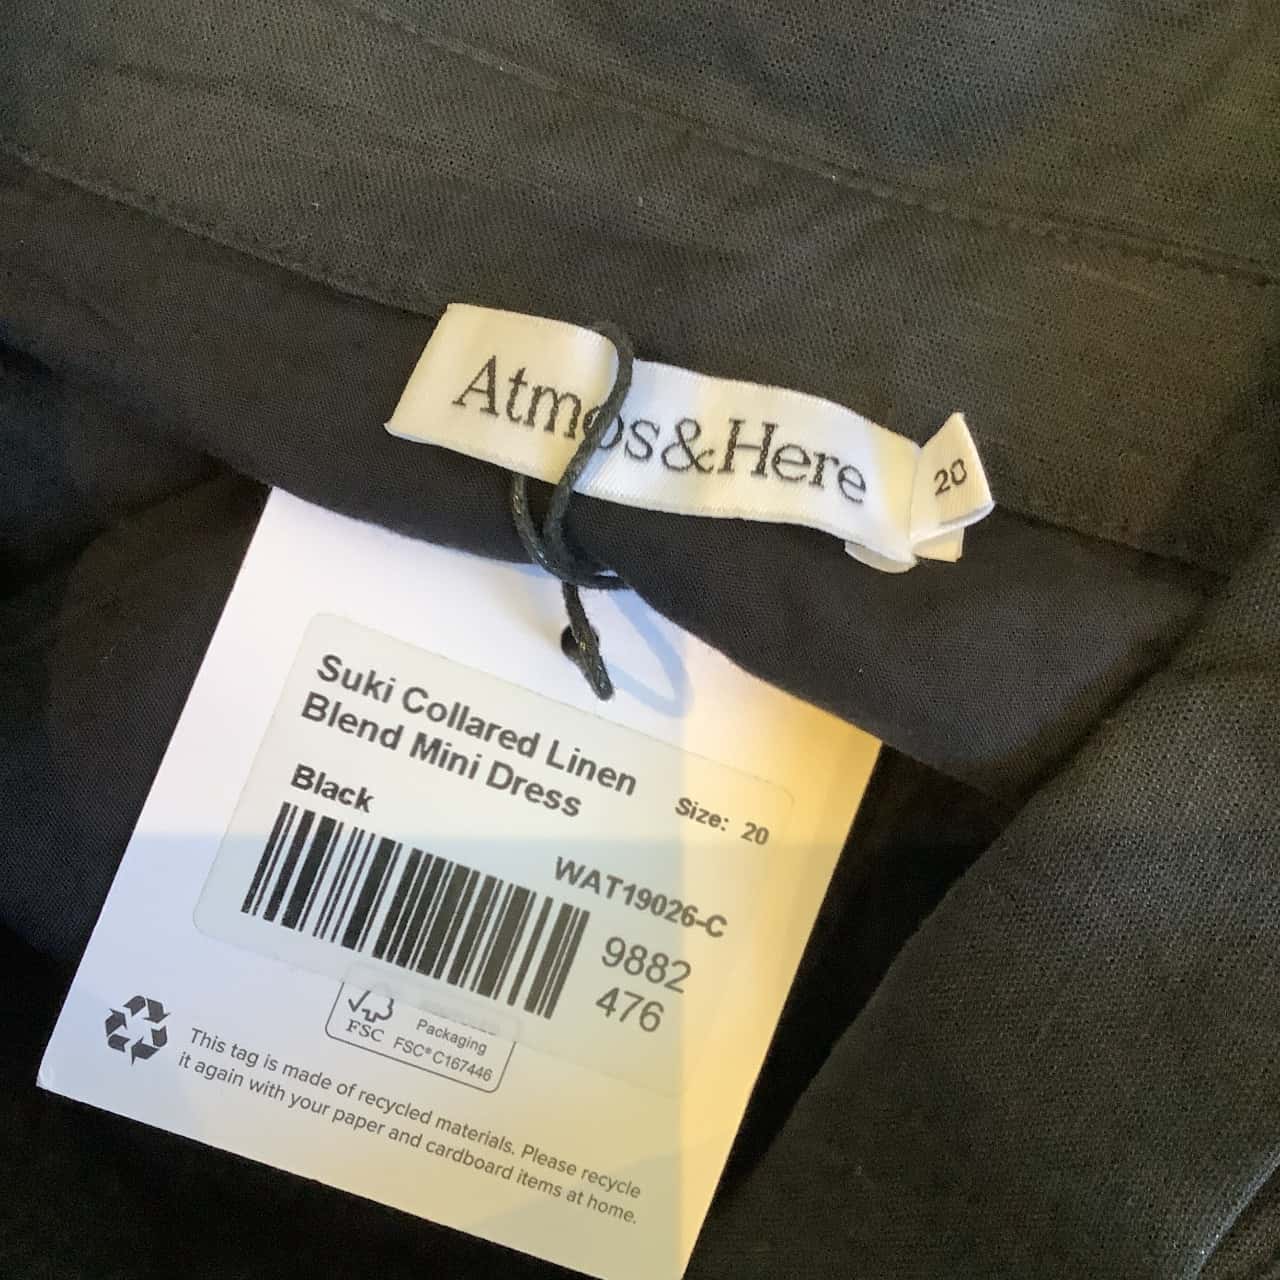 Atmos&Here
20
Suki Collared Linen
Blend Mini Dress
Black
Size: 20
WAT19026-C
9882
476
FSC
Packaging
FSC® C167446
This tag is made of recycled materials. Please recycle
it again with your paper and cardboard items at home.